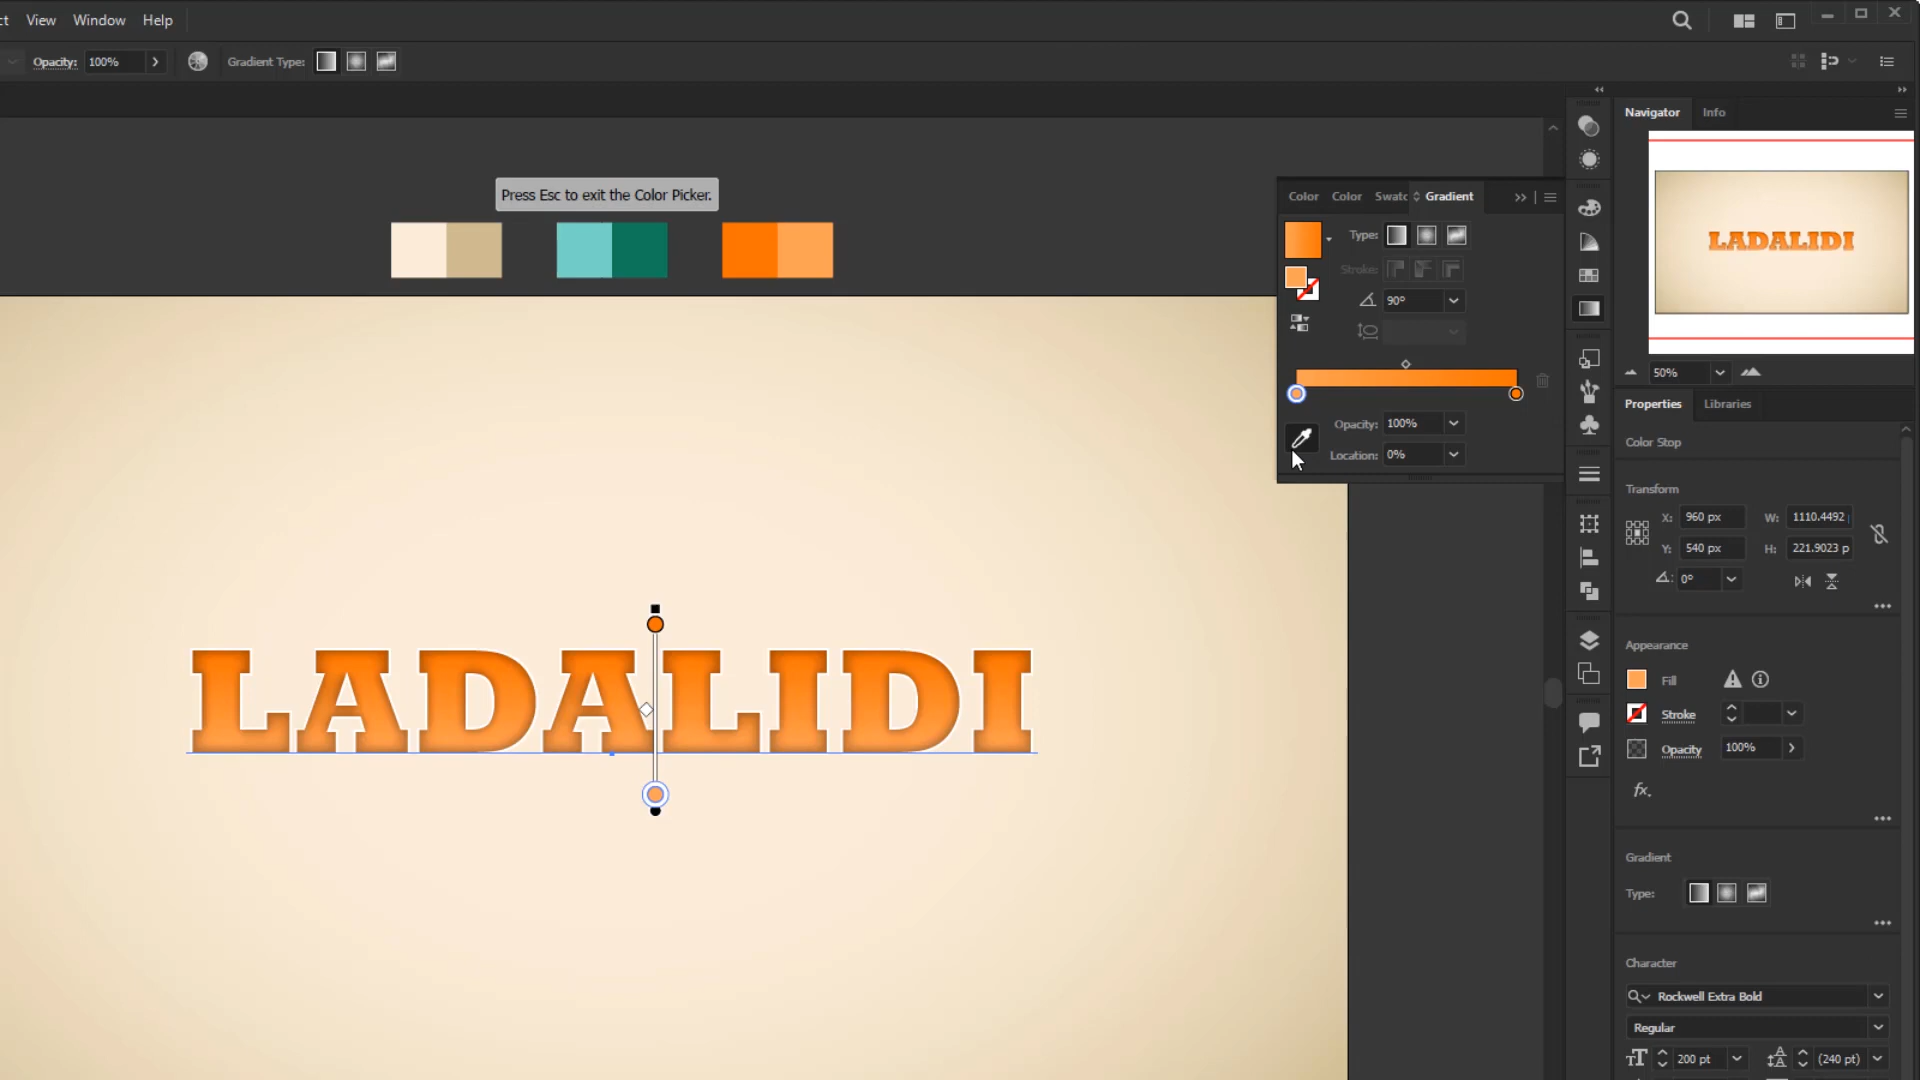 ct View Window Help
Opacity: 100% Gradient Type:
Press Esc to exit the Color Picker.
Color Color Swatc Gradient
Type:
Stroke:
90°
Opacity: 100%
Location: 0%
LADALIDI
Navigator Info
LADALIDI
50%
Properties Libraries
Color Stop
Transform
X: 960 px W: 1110.4492
Y: 540 px H: 221.9023 p
0°
Appearance
Fill
Stroke
Opacity 100%
fx.
Gradient
Type:
Character
Rockwell Extra Bold
Regular
200 pt (240 pt)